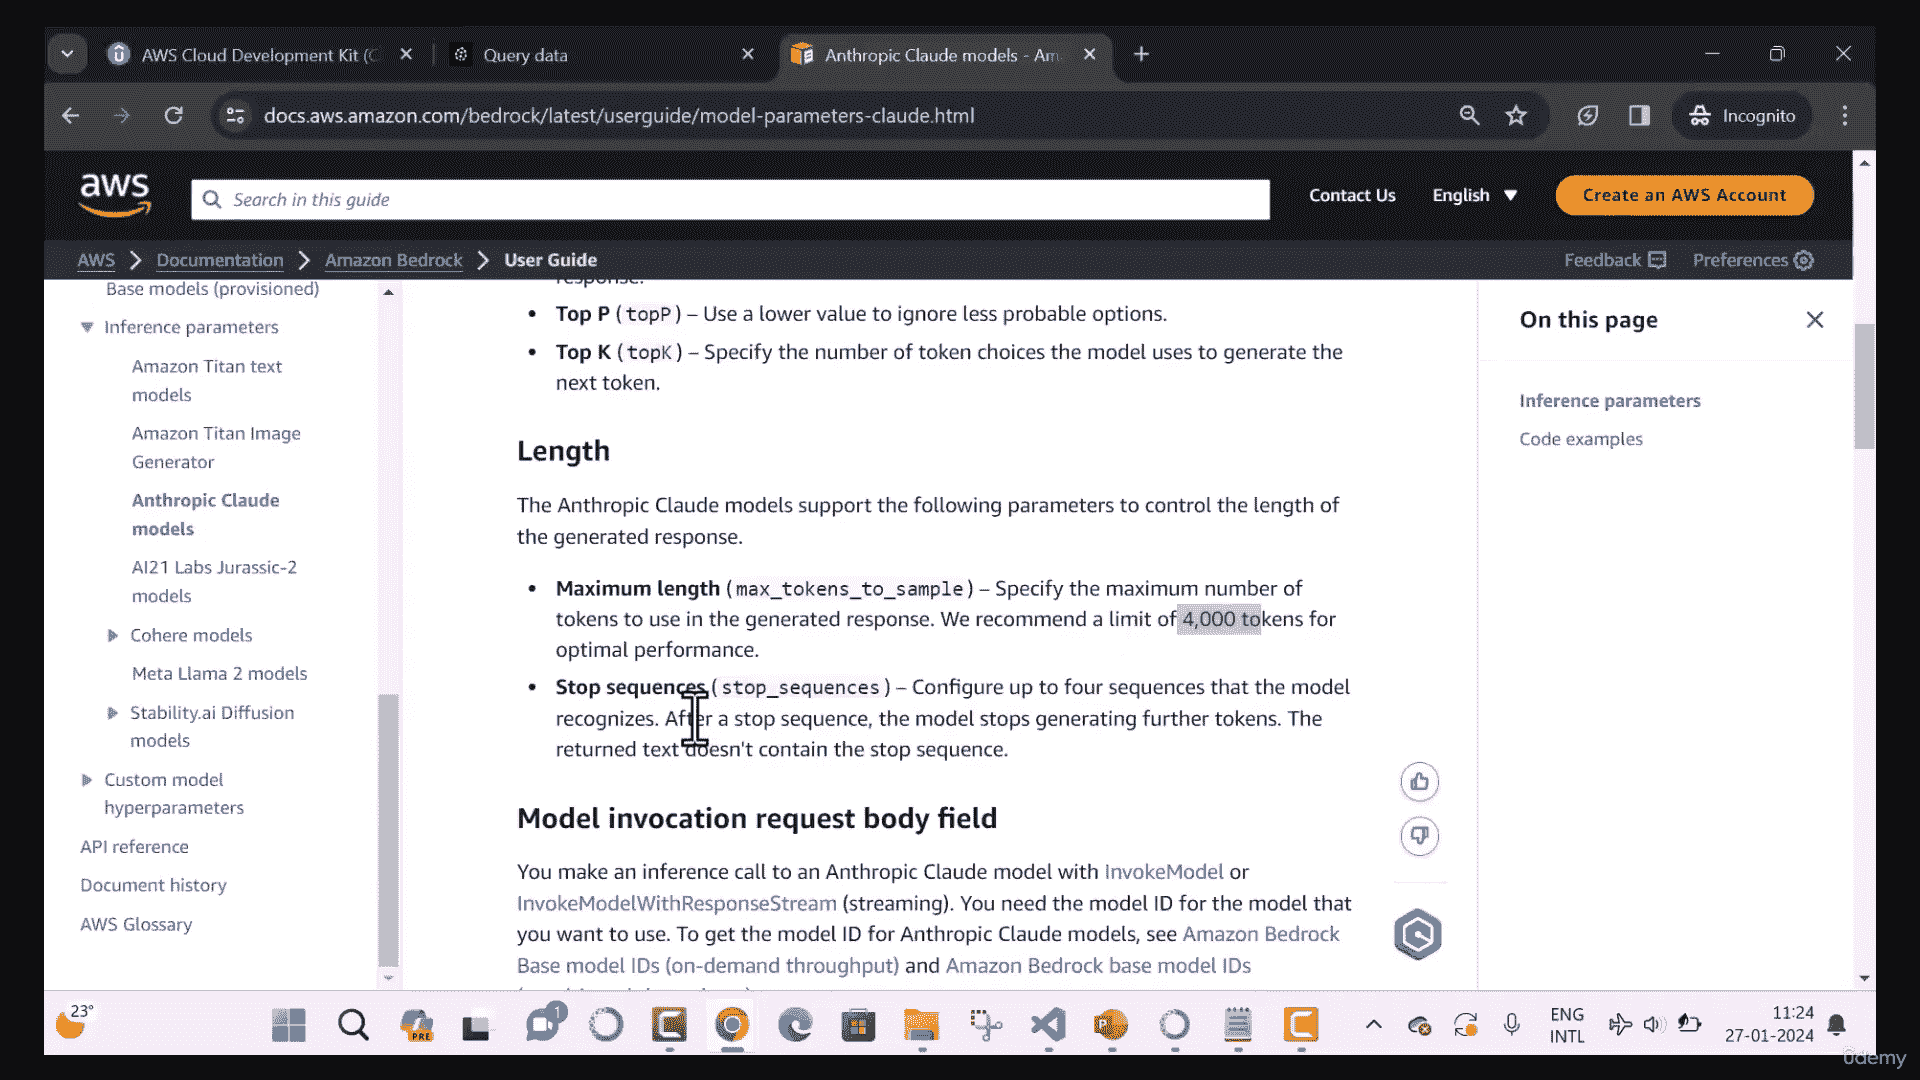 AWS Cloud Development Kit (C
Query data
Anthropic Claude models - Am
docs.aws.amazon.com/bedrock/latest/userguide/model-parameters-claude.html
Incognito
aws
Search in this guide
Contact Us
English
Create an AWS Account
AWS
Documentation
Amazon Bedrock
User Guide
Feedback
Preferences
Base models (provisioned)
Inference parameters
Amazon Titan text
models
Amazon Titan Image
Generator
Anthropic Claude
models
AI21 Labs Jurassic-2
models
Cohere models
Meta Llama 2 models
Stability.ai Diffusion
models
Custom model
hyperparameters
API reference
Document history
AWS Glossary
response.
• Top P (topP) – Use a lower value to ignore less probable options.
• Top K (topK) – Specify the number of token choices the model uses to generate the
next token.
Length
The Anthropic Claude models support the following parameters to control the length of
the generated response.
• Maximum length (max_tokens_to_sample) – Specify the maximum number of
tokens to use in the generated response. We recommend a limit of 4,000 tokens for
optimal performance.
• Stop sequences (stop_sequences) – Configure up to four sequences that the model
recognizes. After a stop sequence, the model stops generating further tokens. The
returned text doesn't contain the stop sequence.
Model invocation request body field
You make an inference call to an Anthropic Claude model with InvokeModel or
InvokeModelWithResponseStream (streaming). You need the model ID for the model that
you want to use. To get the model ID for Anthropic Claude models, see Amazon Bedrock
Base model IDs (on-demand throughput) and Amazon Bedrock base model IDs
On this page
Inference parameters
Code examples
23°
PRE
1
ENG
INTL
11:24
27-01-2024
ûdemy